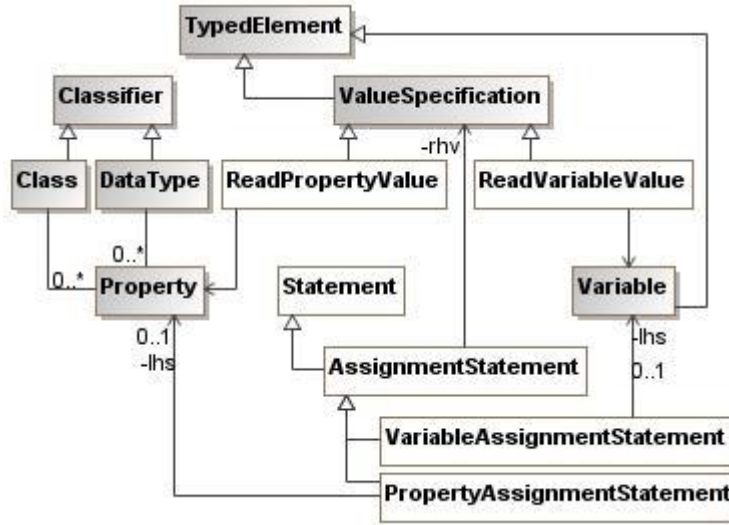 TypedElement
Classifier
ValueSpecification
-rhv
Class
DataType
ReadPropertyValue
ReadVariableValue
0..*
0..*
Property
Statement
Variable
0..1
-lhs
-lhs
0..1
AssignmentStatement
VariableAssignmentStatement
PropertyAssignmentStatement